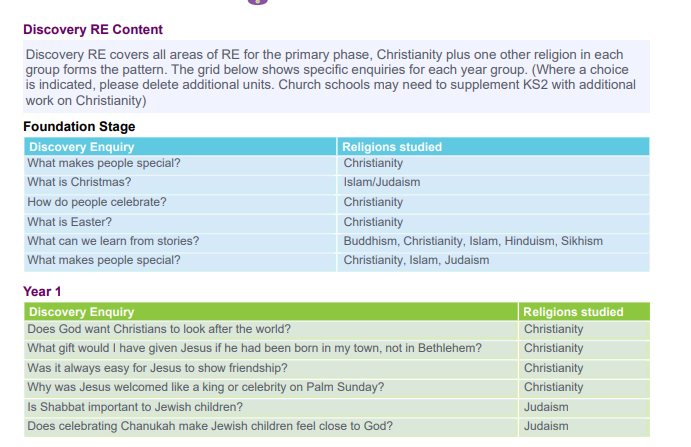 Discovery RE Content
Discovery RE covers all areas of RE for the primary phase, Christianity plus one other religion in each
group forms the pattern. The grid below shows specific enquiries for each year group. (Where a choice
is indicated, please delete additional units. Church schools may need to supplement KS2 with additional
work on Christianity)
Foundation Stage
Discovery Enquiry Religions studied
What makes people special? Christianity
What is Christmas? Islam/Judaism
How do people celebrate? Christianity
What is Easter? Christianity
What can we learn from stories? Buddhism, Christianity, Islam, Hinduism, Sikhism
What makes people special? Christianity, Islam, Judaism
Year 1
Discovery Enquiry Religions studied
Does God want Christians to look after the world? Christianity
What gift would I have given Jesus if he had been born in my town, not in Bethlehem? Christianity
Was it always easy for Jesus to show friendship? Christianity
Why was Jesus welcomed like a king or celebrity on Palm Sunday? Christianity
Is Shabbat important to Jewish children? Judaism
Does celebrating Chanukah make Jewish children feel close to God? Judaism